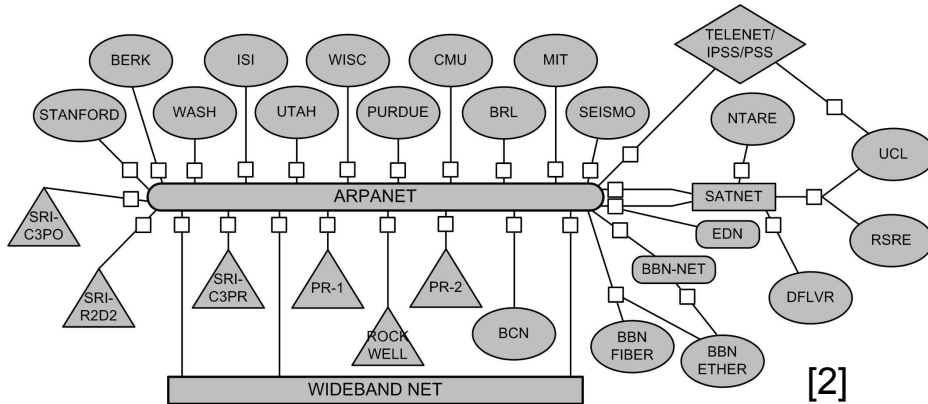 TELENET/
IPSS/PSS
BERK
ISI
WISC
CMU
MIT
STANFORD
WASH
UTAH
PURDUE
BRL
SEISMO
NTARE
UCL
ARPANET
SATNET
SRI-
C3PO
EDN
RSRE
SRI-
R2D2
SRI-
C3PR
PR-1
PR-2
BBN-NET
DFLVR
ROCK
WELL
BCN
BBN
FIBER
BBN
ETHER
WIDEBAND NET
[2]